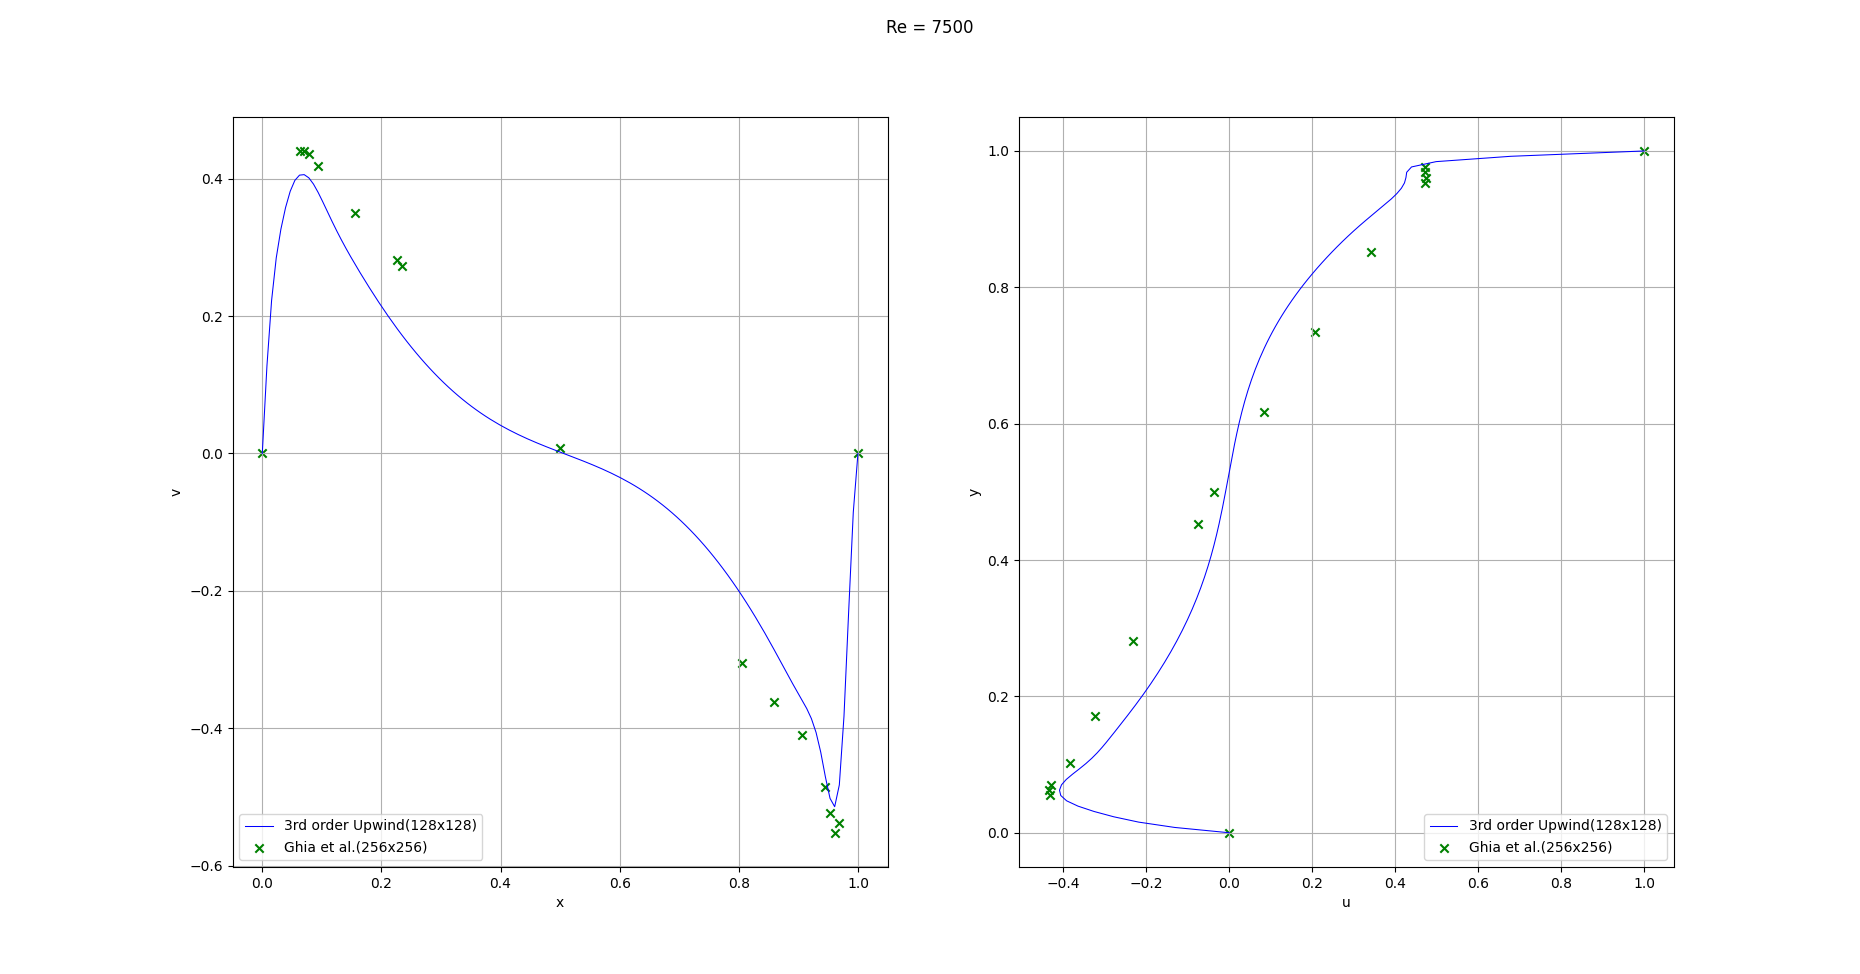 Re = 7500
0.4
0.2
0.0
−0.2
−0.4
−0.6
v
0.0 0.2 0.4 0.6 0.8 1.0
x
3rd order Upwind(128x128)
Ghia et al.(256x256)
1.0
0.8
0.6
0.4
0.2
0.0
y
−0.4 −0.2 0.0 0.2 0.4 0.6 0.8 1.0
u
3rd order Upwind(128x128)
Ghia et al.(256x256)